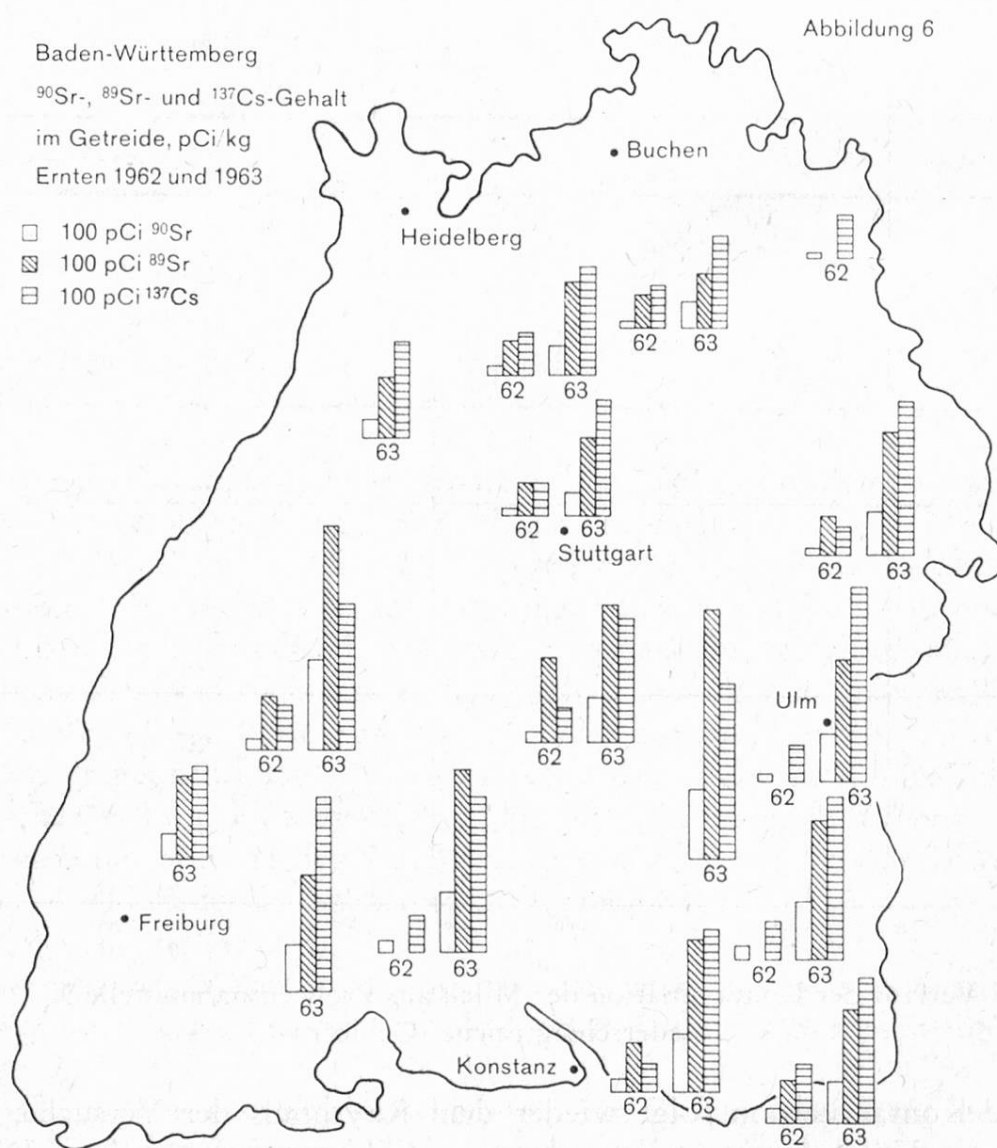 Abbildung 6
Baden-Württemberg
⁹⁰Sr-, ⁸⁹Sr- und ¹³⁷Cs-Gehalt
im Getreide, pCi/kg
Ernten 1962 und 1963
100 pCi ⁹⁰Sr
100 pCi ⁸⁹Sr
100 pCi ¹³⁷Cs
Buchen
Heidelberg
62
62 63
62 63
63
62 63
Stuttgart
62 63
62 63
62 63
Ulm
62 63
63
63
Freiburg
62 63
62 63
63
Konstanz
62 63
62 63